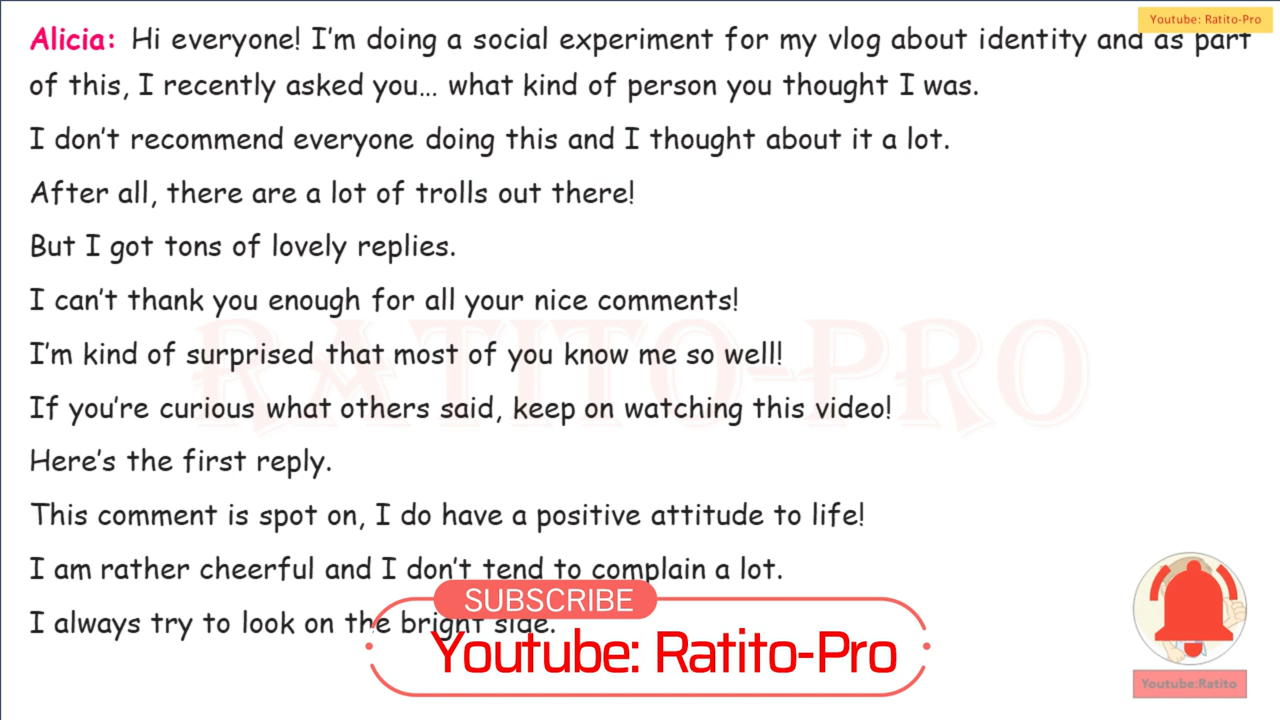 Youtube: Ratito-Pro
Alicia: Hi everyone! I'm doing a social experiment for my vlog about identity and as part
of this, I recently asked you... what kind of person you thought I was.
I don't recommend everyone doing this and I thought about it a lot.
After all, there are a lot of trolls out there!
But I got tons of lovely replies.
I can't thank you enough for all your nice comments!
RATITO-PRO
I'm kind of surprised that most of you know me so well!
If you're curious what others said, keep on watching this video!
Here's the first reply.
This comment is spot on, I do have a positive attitude to life!
I am rather cheerful and I don't tend to complain a lot.
SUBSCRIBE
I always try to look on the bright side.
Youtube: Ratito-Pro
Youtube:Ratito